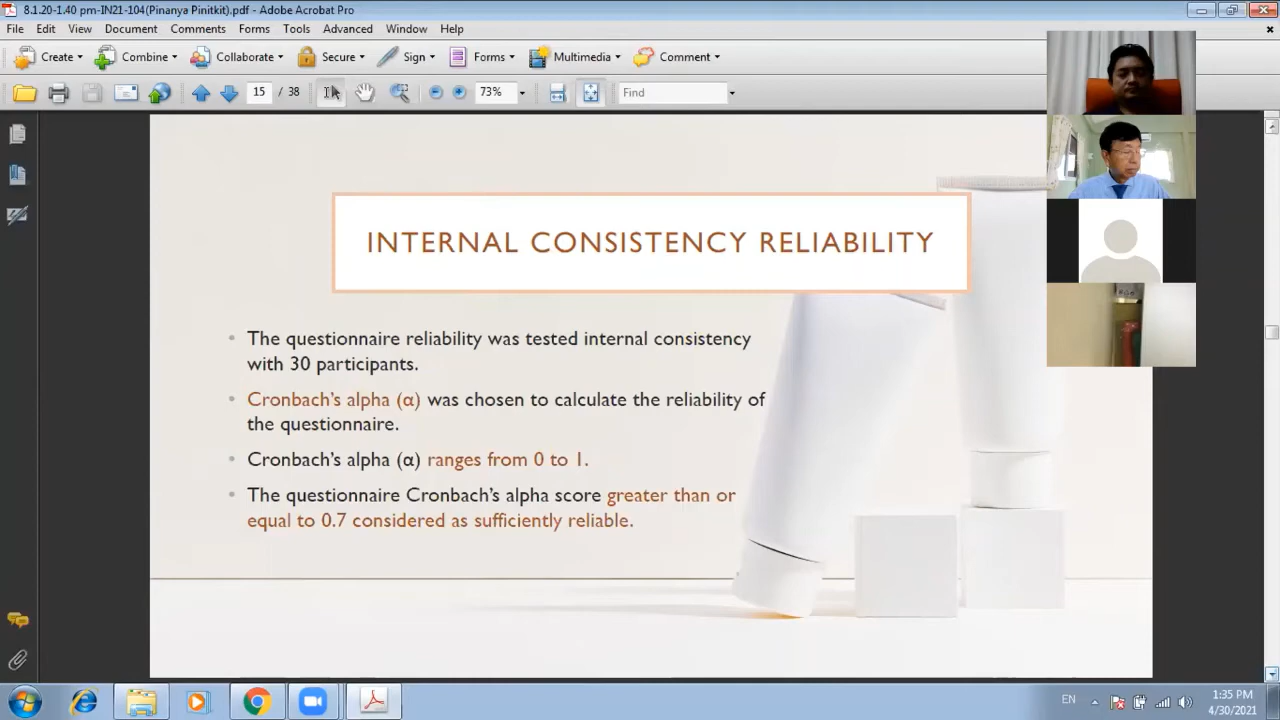 8.1.20-1.40 pm-IN21-104(Pinanya Pinitkit).pdf - Adobe Acrobat Pro
File Edit View Document Comments Forms Tools Advanced Window Help
Create Combine Collaborate Secure Sign Forms Multimedia Comment
15 / 38 73% Find
INTERNAL CONSISTENCY RELIABILITY
• The questionnaire reliability was tested internal consistency
with 30 participants.
• Cronbach's alpha (α) was chosen to calculate the reliability of
the questionnaire.
• Cronbach's alpha (α) ranges from 0 to 1.
• The questionnaire Cronbach's alpha score greater than or
equal to 0.7 considered as sufficiently reliable.
EN
1:35 PM
4/30/2021